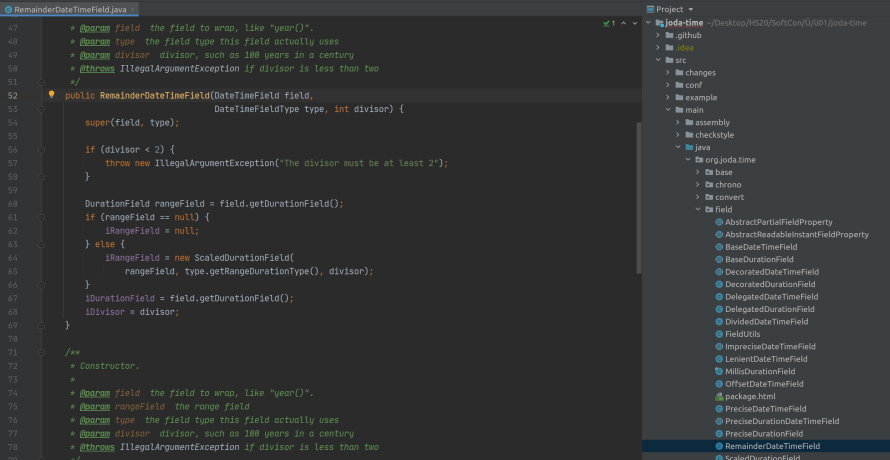 RemainderDateTimeField.java
47 * @param field  the field to wrap, like "year()".
48 * @param type  the field type this field actually uses
49 * @param divisor  divisor, such as 100 years in a century
50 * @throws IllegalArgumentException if divisor is less than two
51 */
52 public RemainderDateTimeField(DateTimeField field,
53 DateTimeFieldType type, int divisor) {
54 super(field, type);
55
56 if (divisor < 2) {
57 throw new IllegalArgumentException("The divisor must be at least 2");
58 }
59
60 DurationField rangeField = field.getDurationField();
61 if (rangeField == null) {
62 iRangeField = null;
63 } else {
64 iRangeField = new ScaledDurationField(
65 rangeField, type.getRangeDurationType(), divisor);
66 }
67 iDurationField = field.getDurationField();
68 iDivisor = divisor;
69 }
70
71 /**
72 * Constructor.
73 *
74 * @param field  the field to wrap, like "year()".
75 * @param rangeField  the range field
76 * @param type  the field type this field actually uses
77 * @param divisor  divisor, such as 100 years in a century
78 * @throws IllegalArgumentException if divisor is less than two
1
Project
joda-time ~/Desktop/HS20/SoftCon/Ü/001/joda-time
.github
.idea
src
changes
conf
example
main
assembly
checkstyle
java
org.joda.time
base
chrono
convert
field
AbstractPartialFieldProperty
AbstractReadableInstantFieldProperty
BaseDateTimeField
BaseDurationField
DecoratedDateTimeField
DecoratedDurationField
DelegatedDateTimeField
DelegatedDurationField
DividedDateTimeField
FieldUtils
ImpreciseDateTimeField
LenientDateTimeField
MillisDurationField
OffsetDateTimeField
package.html
PreciseDateTimeField
PreciseDurationDateTimeField
PreciseDurationField
RemainderDateTimeField
ScaledDurationField